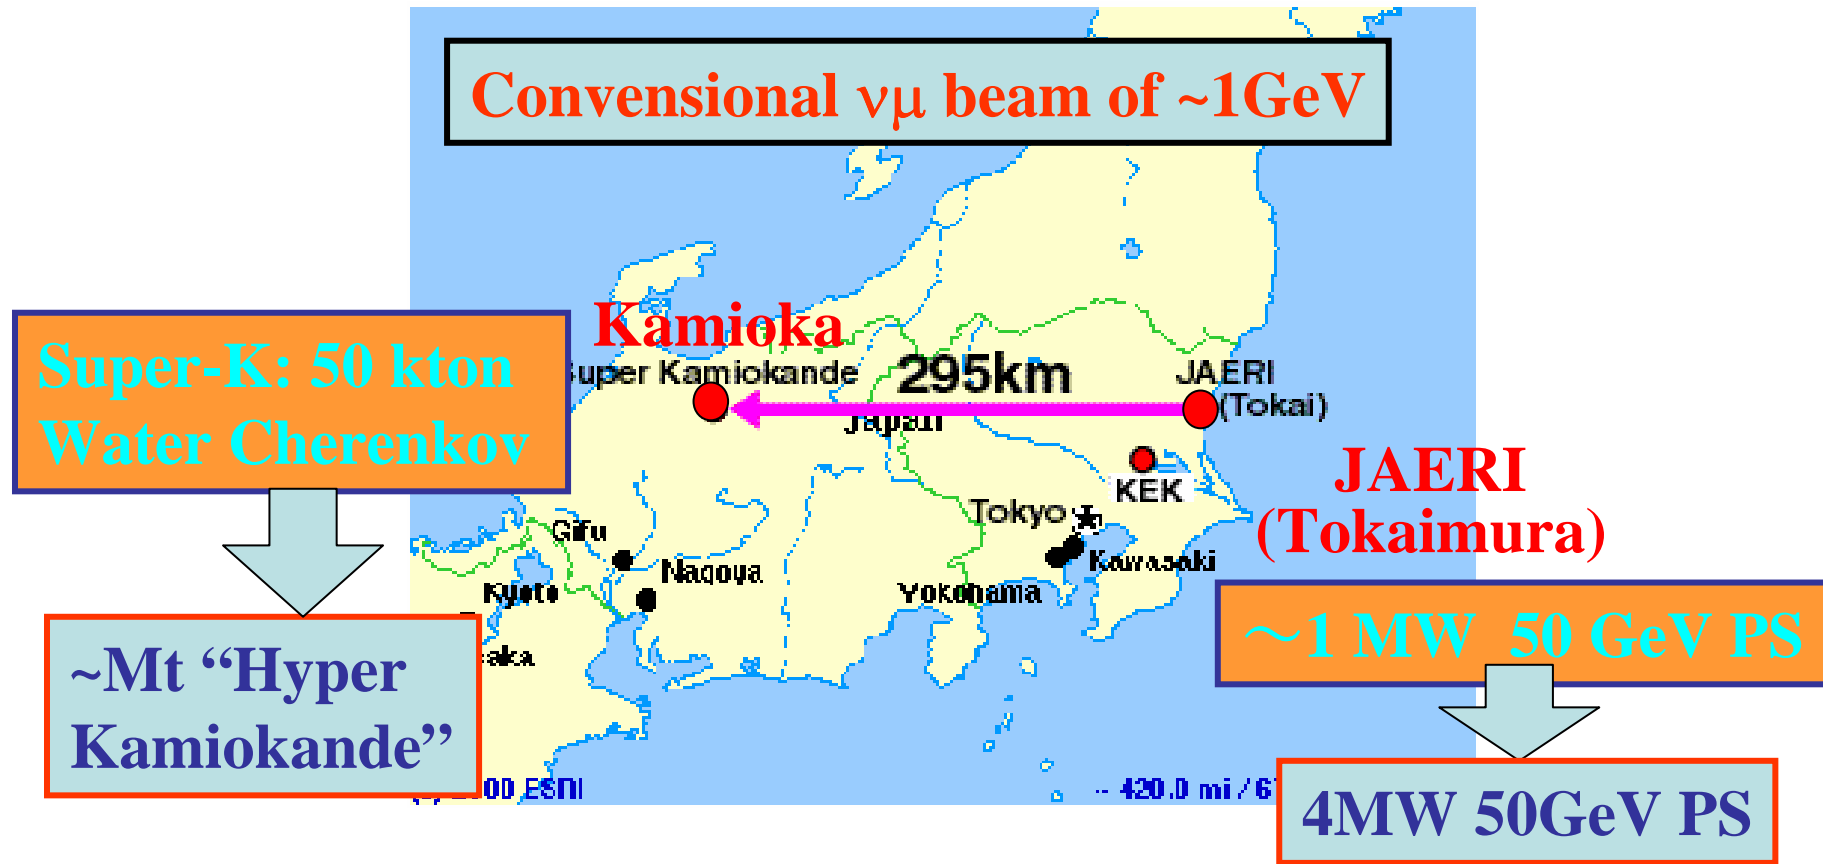 Convensional νμ beam of ~1GeV
Kamioka
Super-K: 50 kton
Water Cherenkov
uper Kamiokande
295km
JAERI
(Tokai)
Japan
KEK
JAERI
(Tokaimura)
Tokyo
Gifu
Nagoya
Kawasaki
Kyoto
Yokohama
~1 MW 50 GeV PS
~Mt “Hyper
Kamiokande”
aka
00 ESRI
~ 420.0 mi / 6
4MW 50GeV PS